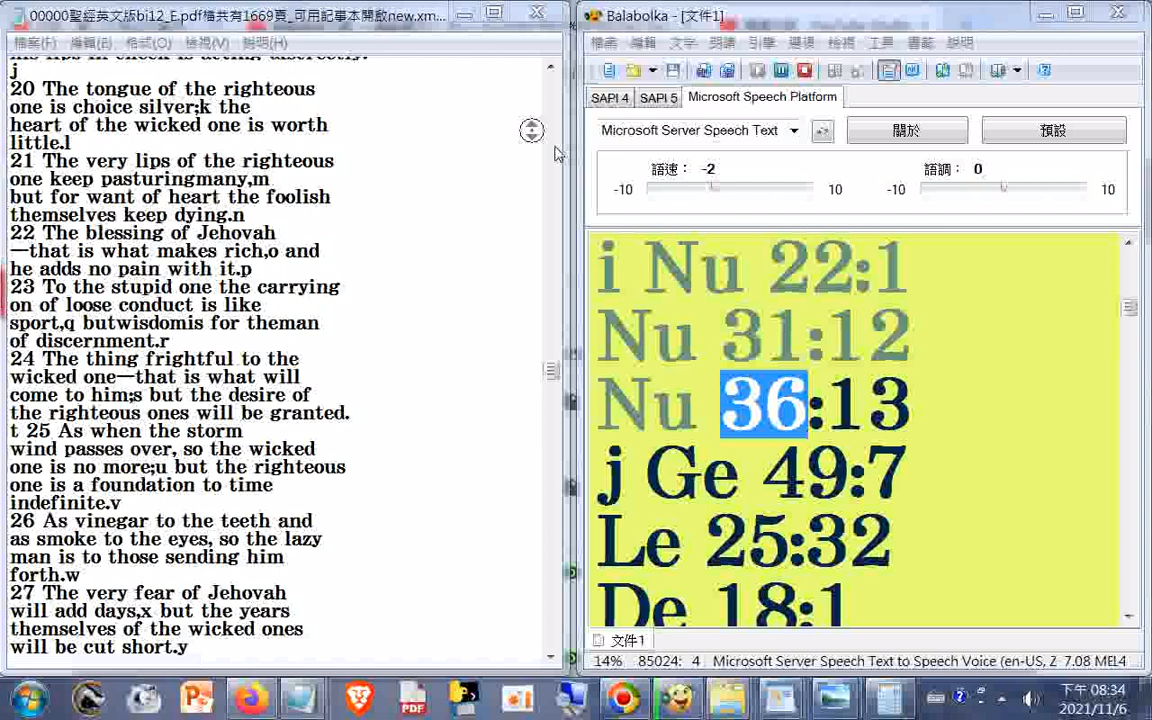 00000聖經英文版bi12_E.pdf檔共有1669頁_可用記事本開啟new.xm...
檔案(F) 編輯(E) 格式(O) 檢視(V) 說明(H)
his lips in check is acting discreetly.
j
20 The tongue of the righteous
one is choice silver;k the
heart of the wicked one is worth
little.l
21 The very lips of the righteous
one keep pasturingmany,m
but for want of heart the foolish
themselves keep dying.n
22 The blessing of Jehovah
—that is what makes rich,o and
he adds no pain with it.p
23 To the stupid one the carrying
on of loose conduct is like
sport,q butwisdomis for theman
of discernment.r
24 The thing frightful to the
wicked one—that is what will
come to him;s but the desire of
the righteous ones will be granted.
t 25 As when the storm
wind passes over, so the wicked
one is no more;u but the righteous
one is a foundation to time
indefinite.v
26 As vinegar to the teeth and
as smoke to the eyes, so the lazy
man is to those sending him
forth.w
27 The very fear of Jehovah
will add days,x but the years
themselves of the wicked ones
will be cut short.y
Balabolka - [文件1]
檔案 編輯 文字 朗讀 引擎 選項 檢視 工具 書籤 說明
SAPI 4 SAPI 5 Microsoft Speech Platform
Microsoft Server Speech Text 關於 預設
語速： -2 語調： 0
-10 10 -10 10
i Nu 22:1
Nu 31:12
Nu 36:13
j Ge 49:7
Le 25:32
De 18:1
文件1
14% 85024: 4 Microsoft Server Speech Text to Speech Voice (en-US, Z 7.08 MB
PDF
下午 08:34
2021/11/6